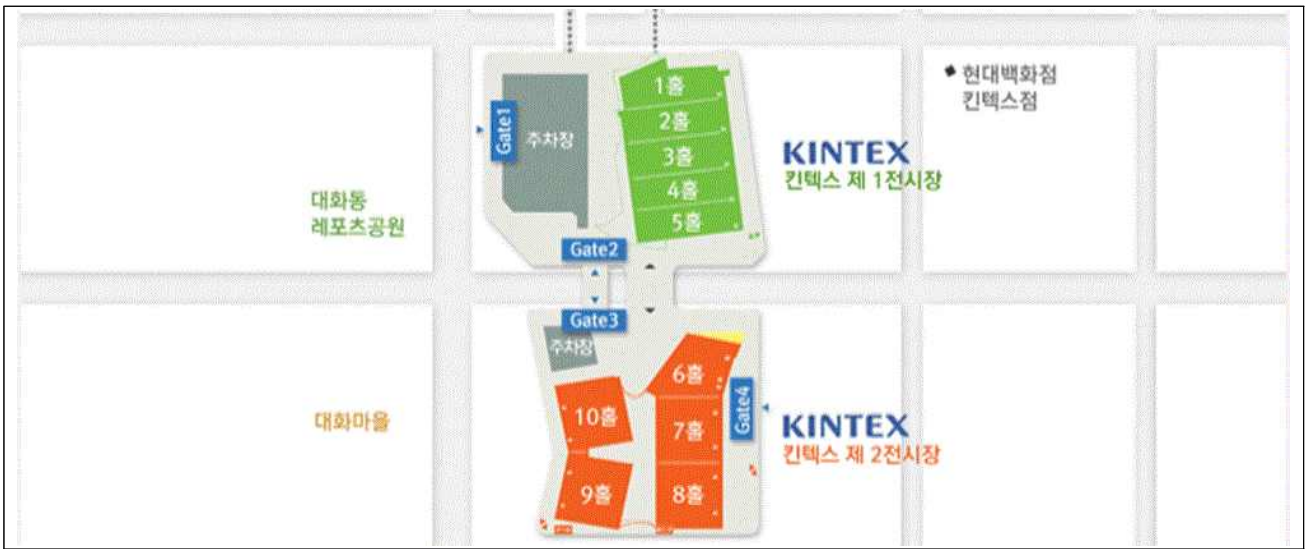 1홀
2홀
3홀
4홀
5홀
Gate1
주차장
KINTEX
킨텍스 제 1전시장
현대백화점
킨텍스점
대화동
레포츠공원
Gate2
Gate3
주차장
6홀
10홀
7홀
9홀
8홀
Gate4
대화마을
KINTEX
킨텍스 제 2전시장